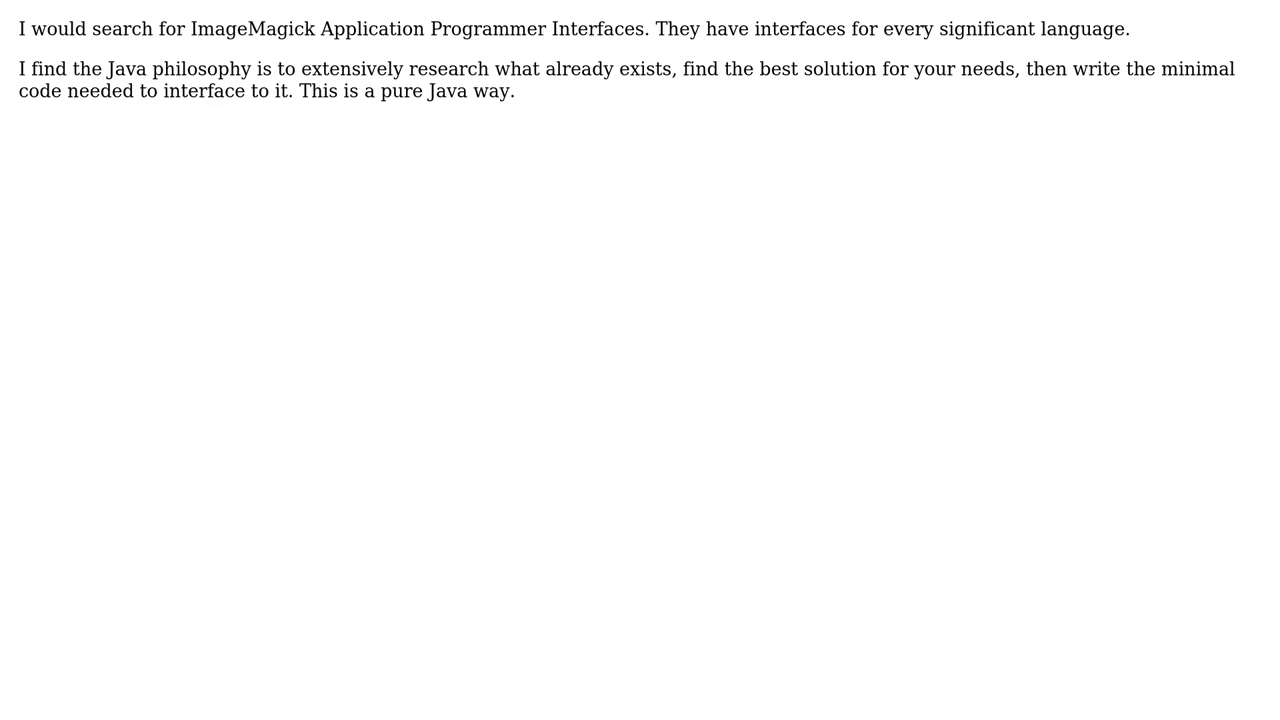 I would search for ImageMagick Application Programmer Interfaces. They have interfaces for every significant language.
I find the Java philosophy is to extensively research what already exists, find the best solution for your needs, then write the minimal
code needed to interface to it. This is a pure Java way.